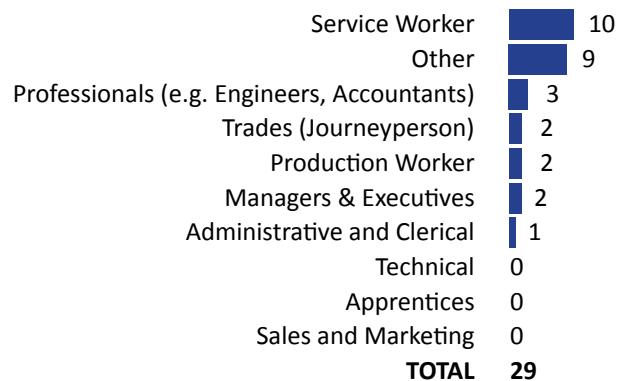 Service Worker 10
Other 9
Professionals (e.g. Engineers, Accountants) 3
Trades (Journeyperson) 2
Production Worker 2
Managers & Executives 2
Administrative and Clerical 1
Technical 0
Apprentices 0
Sales and Marketing 0
TOTAL 29